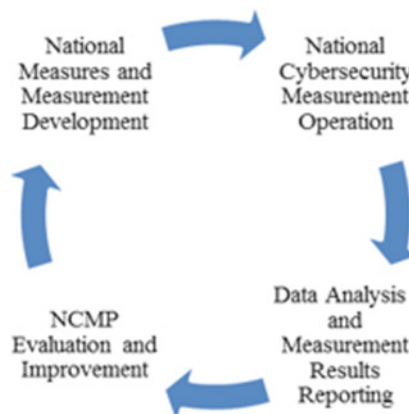 National
Measures and
Measurement
Development
National
Cybersecurity
Measurement
Operation
Data Analysis
and
Measurement
Results
Reporting
NCMP
Evaluation and
Improvement